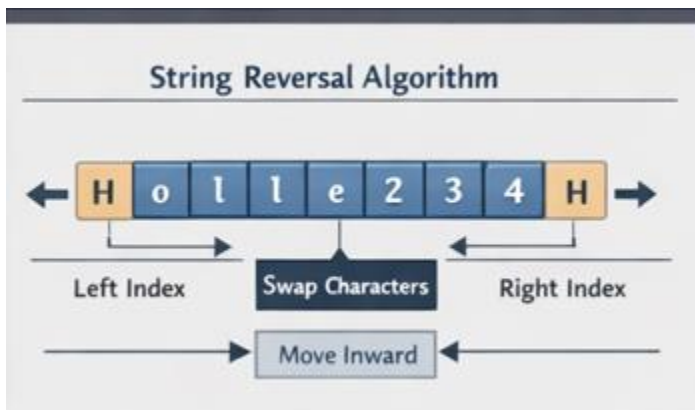 String Reversal Algorithm
H o l l e 2 3 4 H
Left Index Swap Characters Right Index
Move Inward